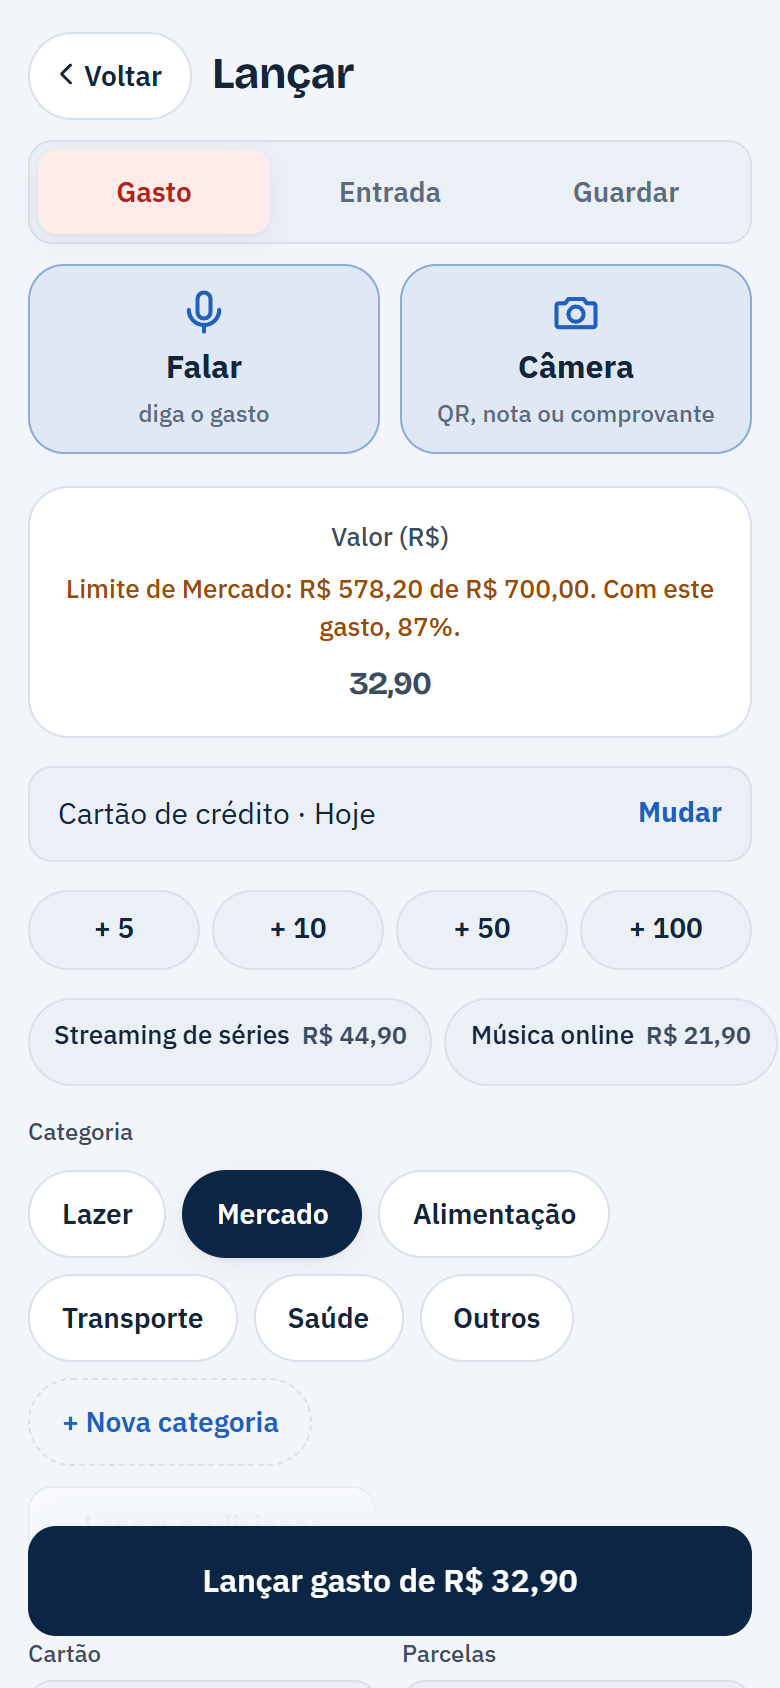 Voltar
Lançar
Gasto
Entrada
Guardar
Falar
diga o gasto
Câmera
QR, nota ou comprovante
Valor (R$)
Limite de Mercado: R$ 578,20 de R$ 700,00. Com este
gasto, 87%.
32,90
Cartão de crédito · Hoje
Mudar
+ 5
+ 10
+ 50
+ 100
Streaming de séries R$ 44,90
Música online R$ 21,90
Categoria
Lazer
Mercado
Alimentação
Transporte
Saúde
Outros
+ Nova categoria
Lançar gasto de R$ 32,90
Cartão
Parcelas